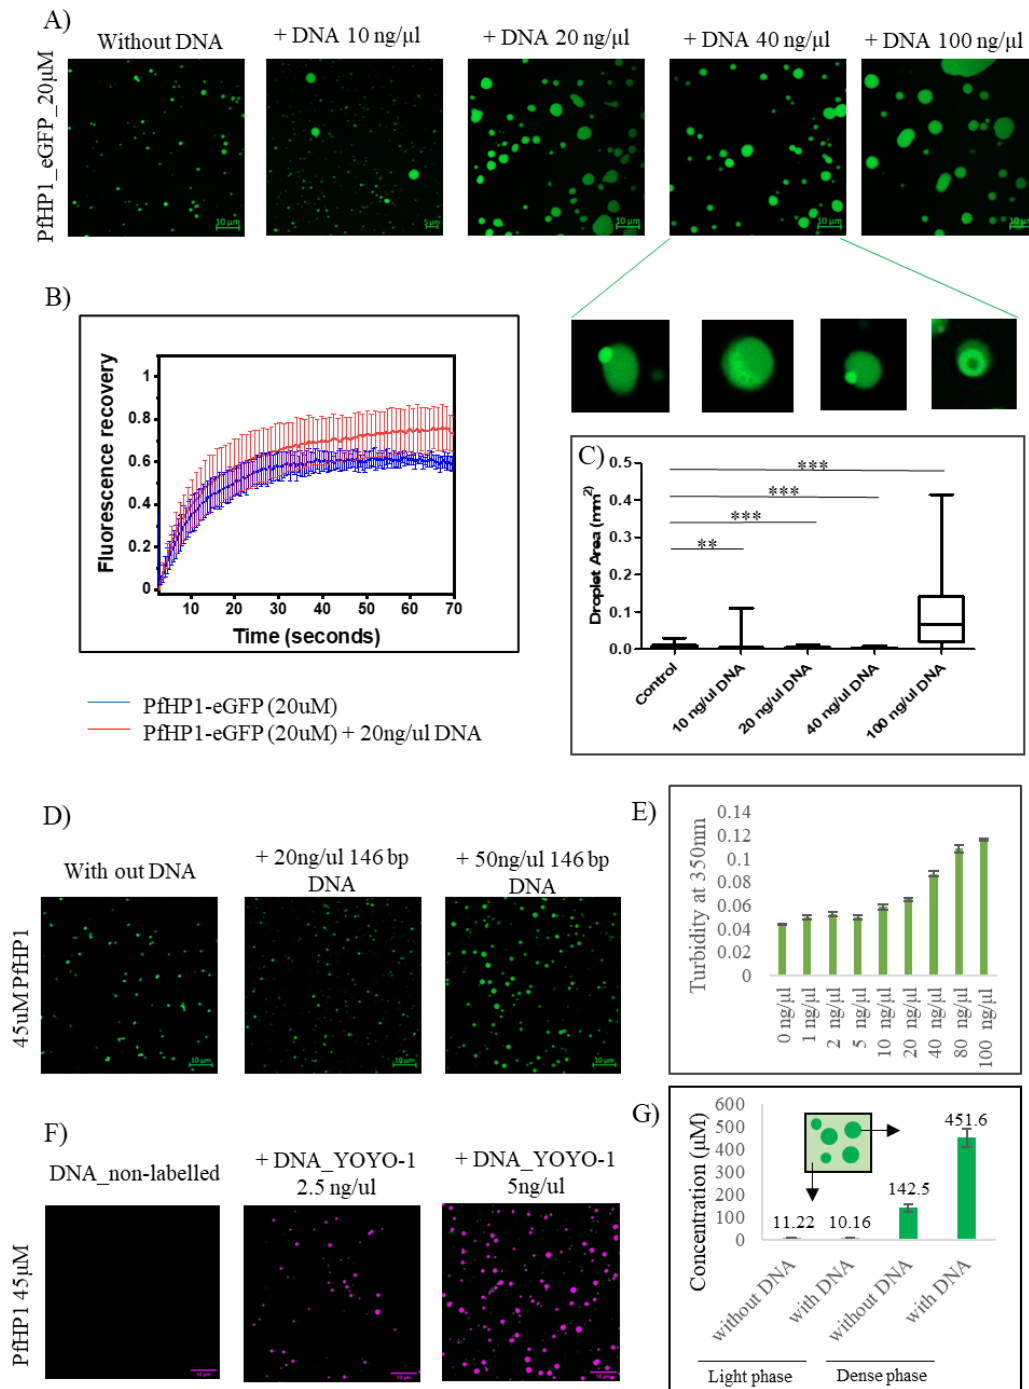 A)
Without DNA
+ DNA 10 ng/µl
+ DNA 20 ng/µl
+ DNA 40 ng/µl
+ DNA 100 ng/µl
PfHP1_eGFP_20µM
10 µm
5 µm
10 µm
10 µm
10 µm
B)
Fluorescence recovery
1
0.8
0.6
0.4
0.2
0
10 20 30 40 50 60 70
Time (seconds)
PfHP1-eGFP (20uM)
PfHP1-eGFP (20uM) + 20ng/ul DNA
C)
Droplet Area (mm²)
0.5
0.4
0.3
0.2
0.1
0.0
***
***
***
**
Control
10 ng/ul DNA
20 ng/ul DNA
40 ng/ul DNA
100 ng/ul DNA
D)
With out DNA
+ 20ng/ul 146 bp
DNA
+ 50ng/ul 146 bp
DNA
45uM PfHP1
10 µm
10 µm
10 µm
E)
Turbidity at 350nm
0.14
0.12
0.1
0.08
0.06
0.04
0.02
0
0 ng/µl
1 ng/µl
2 ng/µl
5 ng/µl
10 ng/µl
20 ng/µl
40 ng/µl
80 ng/µl
100 ng/µl
F)
DNA_non-labelled
+ DNA_YOYO-1
2.5 ng/ul
+ DNA_YOYO-1
5ng/ul
PfHP1 45µM
10 µm
10 µm
10 µm
G)
Concentration (µM)
600
500
400
300
200
100
0
11.22
10.16
142.5
451.6
without DNA
with DNA
without DNA
with DNA
Light phase
Dense phase